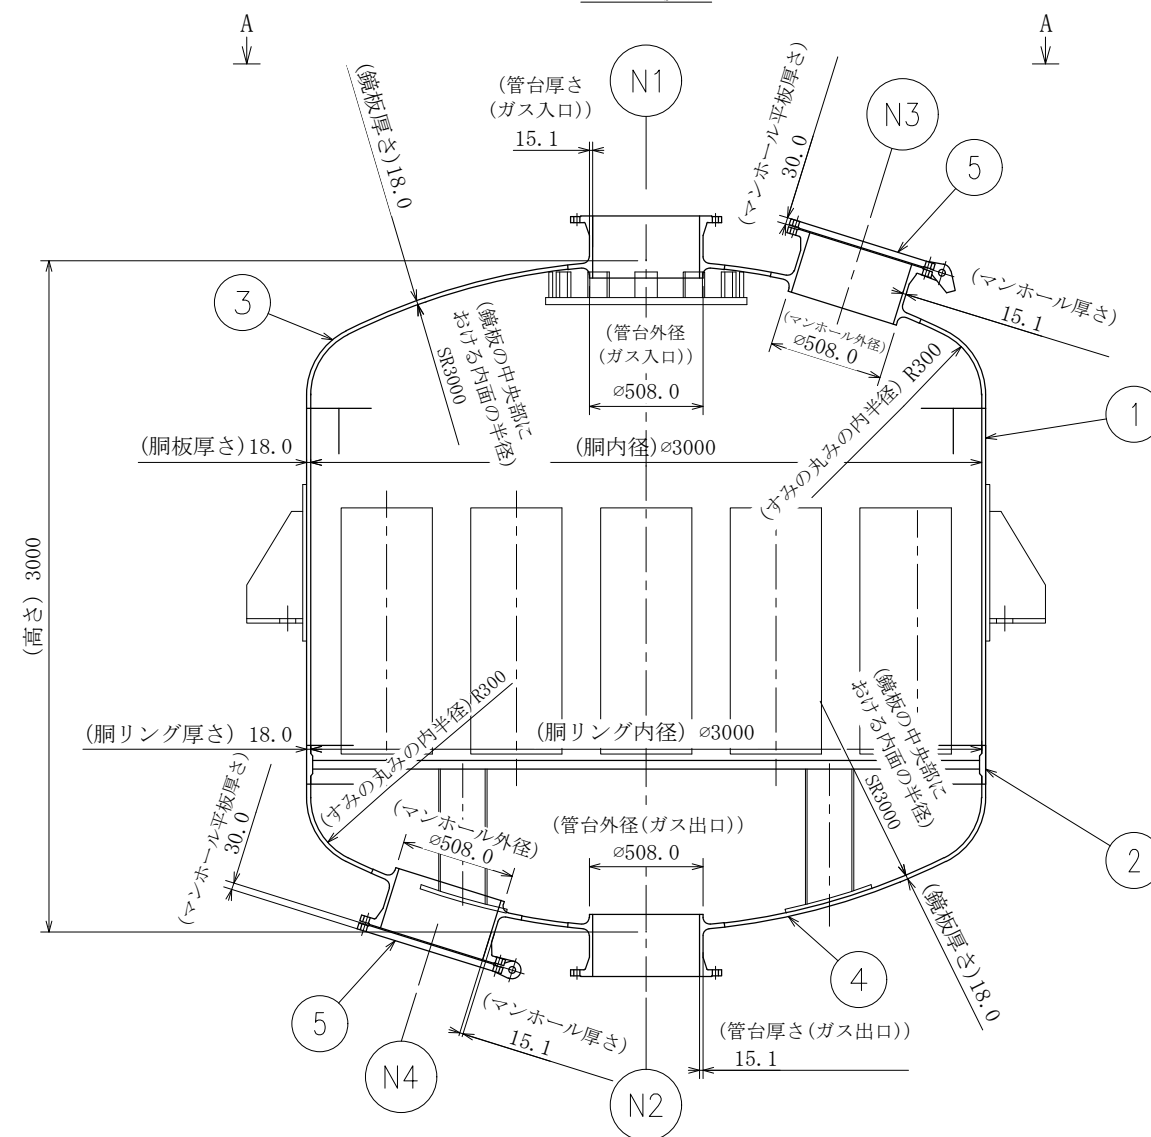 A
A
N1
(管台厚さ
(ガス入口))
15.1
(鏡板厚さ)18.0
(マンホール平板厚さ)
30.0
N3
5
3
(鏡板の中央部に
おける内面の半径)
SR3000
(管台外径
(ガス入口))
⌀508.0
(マンホール外径)
⌀508.0
(マンホール厚さ)
15.1
(すみの丸みの内半径) R300
1
(胴板厚さ)18.0
(胴内径)⌀3000
(高さ) 3000
(胴リング厚さ) 18.0
(胴リング内径) ⌀3000
(すみの丸みの内半径) R300
(鏡板の中央部に
おける内面の半径)
SR3000
(マンホール平板厚さ)
30.0
(マンホール外径)
⌀508.0
(管台外径(ガス出口))
⌀508.0
2
(鏡板厚さ)18.0
4
5
(マンホール厚さ)
15.1
(管台厚さ(ガス出口))
15.1
N4
N2